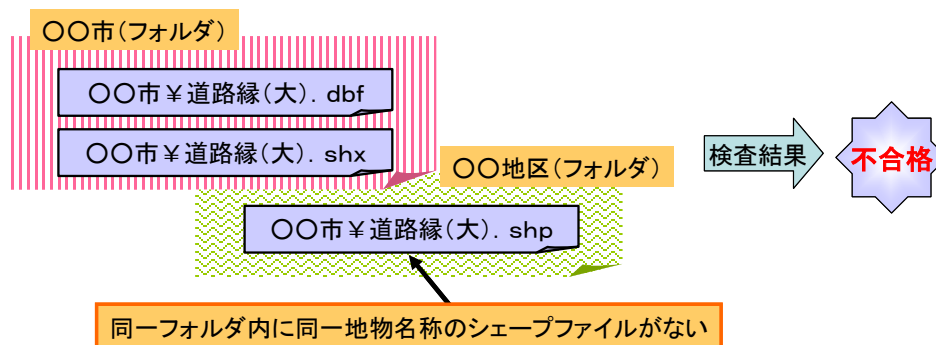 〇〇市(フォルダ)
〇〇市¥道路縁(大). dbf
〇〇市¥道路縁(大). shx
〇〇地区(フォルダ)
〇〇市¥道路縁(大). shp
検査結果
不合格
同一フォルダ内に同一地物名称のシェープファイルがない